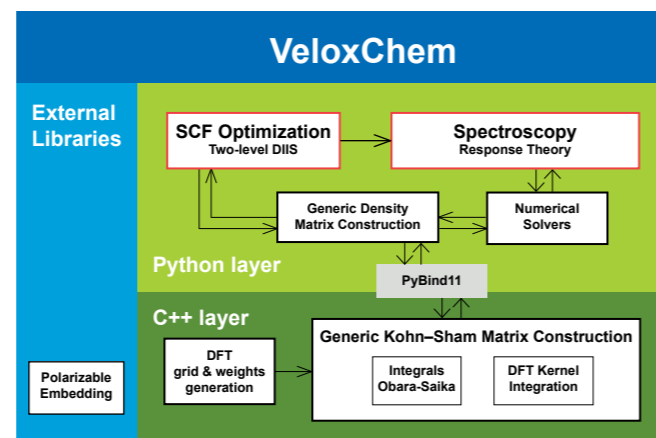 VeloxChem
External
Libraries
SCF Optimization
Two-level DIIS
Spectroscopy
Response Theory
Generic Density
Matrix Construction
Numerical
Solvers
Python layer
PyBind11
C++ layer
Generic Kohn–Sham Matrix Construction
DFT
grid & weights
generation
Integrals
Obara-Saika
DFT Kernel
Integration
Polarizable
Embedding